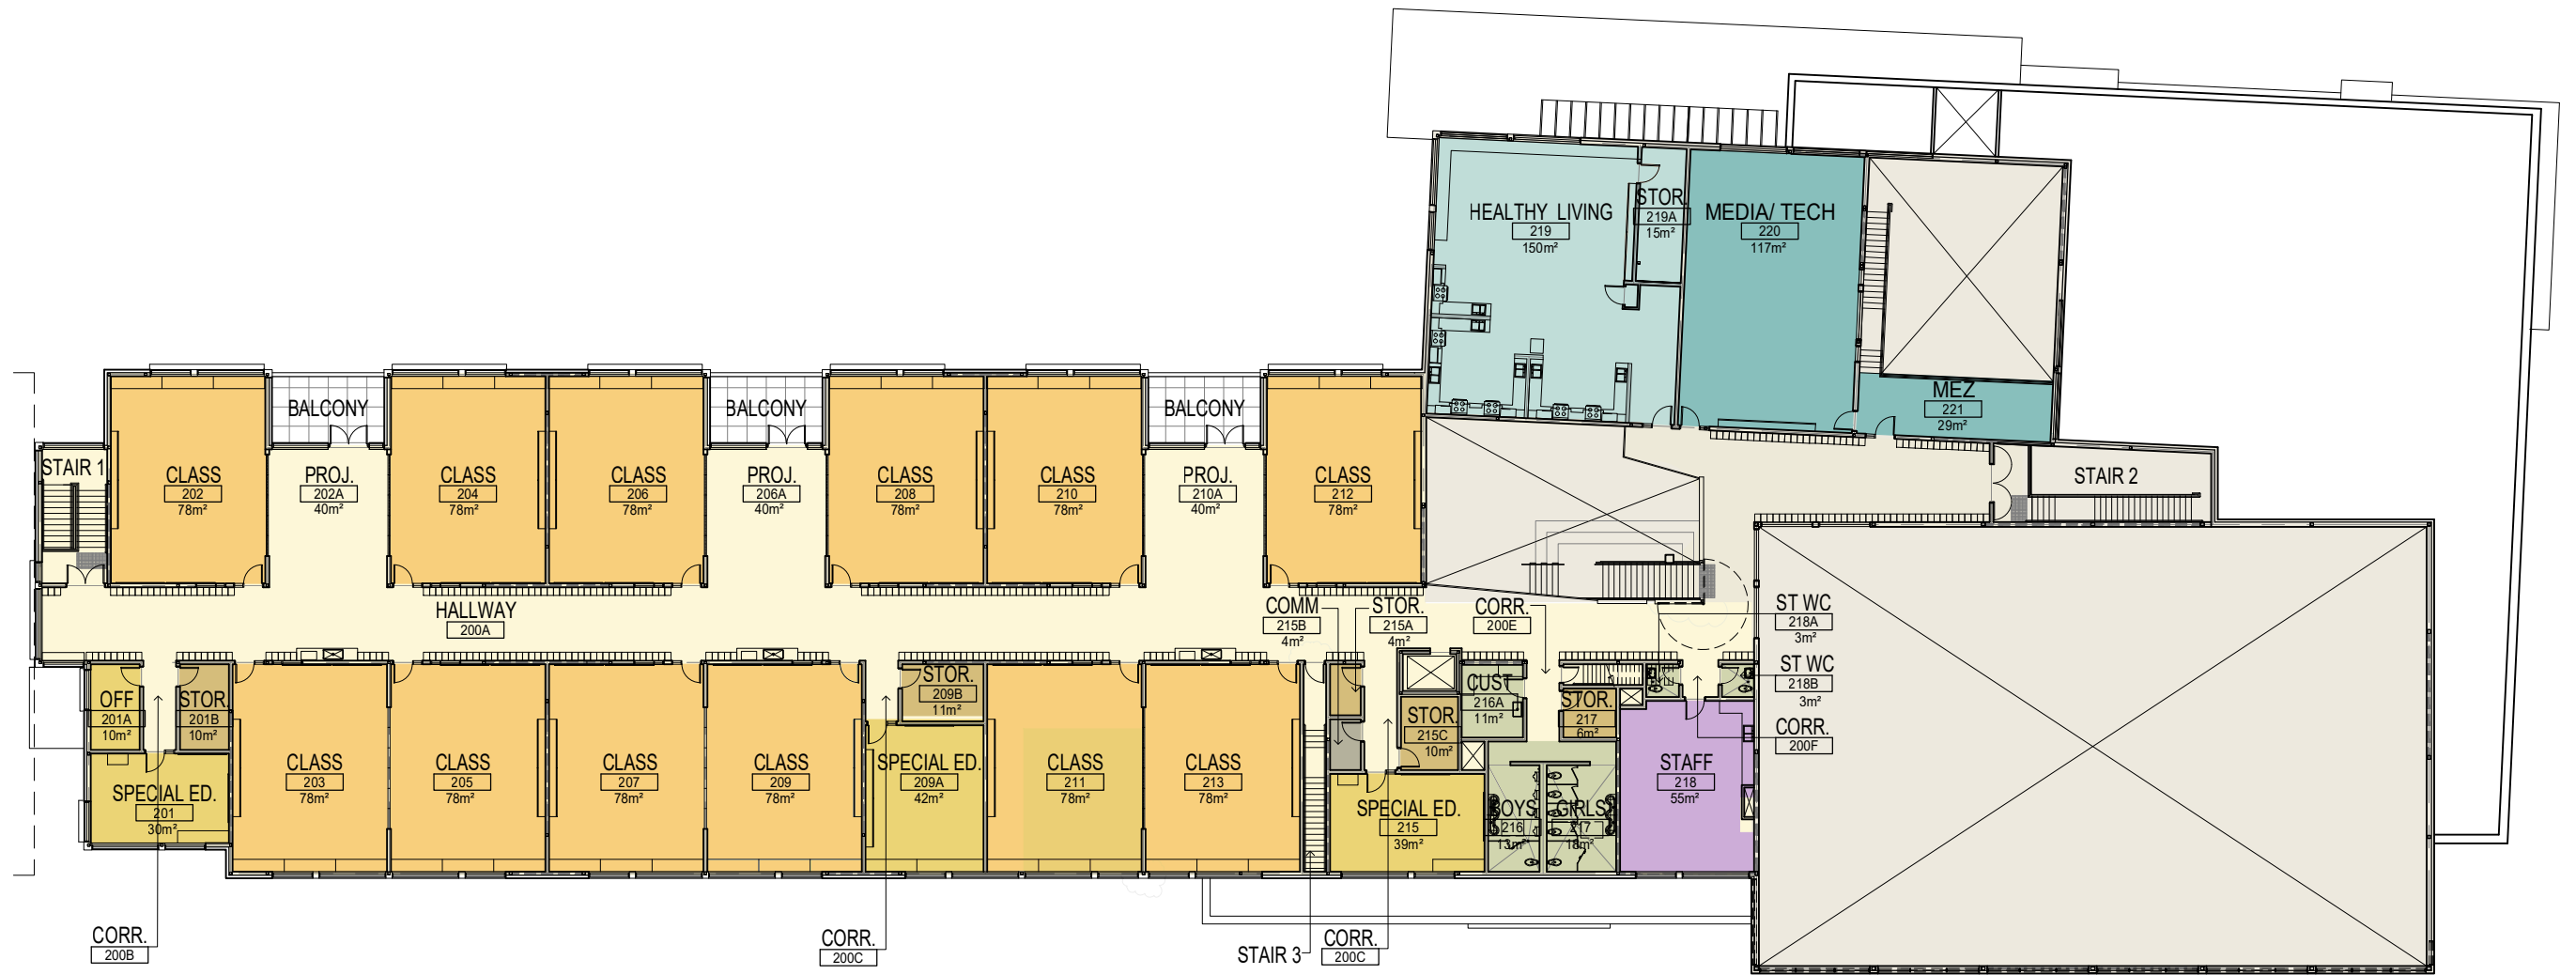 HEALTHY LIVING
219
150m²
STOR.
219A
15m²
MEDIA/ TECH
220
117m²
MEZ
221
29m²
BALCONY
BALCONY
BALCONY
STAIR 1
CLASS
202
78m²
PROJ.
202A
40m²
CLASS
204
78m²
CLASS
206
78m²
PROJ.
206A
40m²
CLASS
208
78m²
CLASS
210
78m²
PROJ.
210A
40m²
CLASS
212
78m²
STAIR 2
HALLWAY
200A
COMM
215B
4m²
STOR.
215A
4m²
CORR.
200E
ST WC
218A
3m²
ST WC
218B
3m²
CORR.
200F
OFF
201A
10m²
STOR.
201B
10m²
STOR.
209B
11m²
CUST
216A
11m²
STOR.
217
6m²
STOR.
215C
10m²
SPECIAL ED.
201
30m²
CLASS
203
78m²
CLASS
205
78m²
CLASS
207
78m²
CLASS
209
78m²
SPECIAL ED.
209A
42m²
CLASS
211
78m²
CLASS
213
78m²
SPECIAL ED.
215
39m²
BOYS
216
13m²
GIRLS
217
18m²
STAFF
218
55m²
CORR.
200B
CORR.
200C
STAIR 3
CORR.
200C